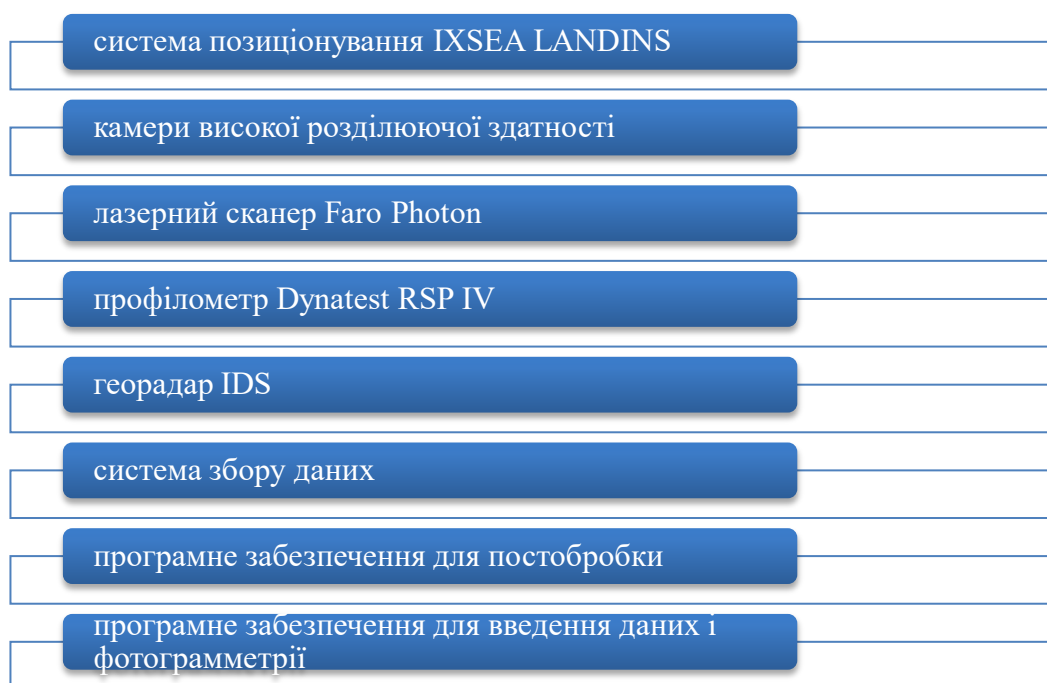 система позиціонування IXSEA LANDINS
камери високої розділюючої здатності
лазерний сканер Faro Photon
профілометр Dynatest RSP IV
георадар IDS
система збору даних
програмне забезпечення для постобробки
програмне забезпечення для введення даних і
фотограмметрії